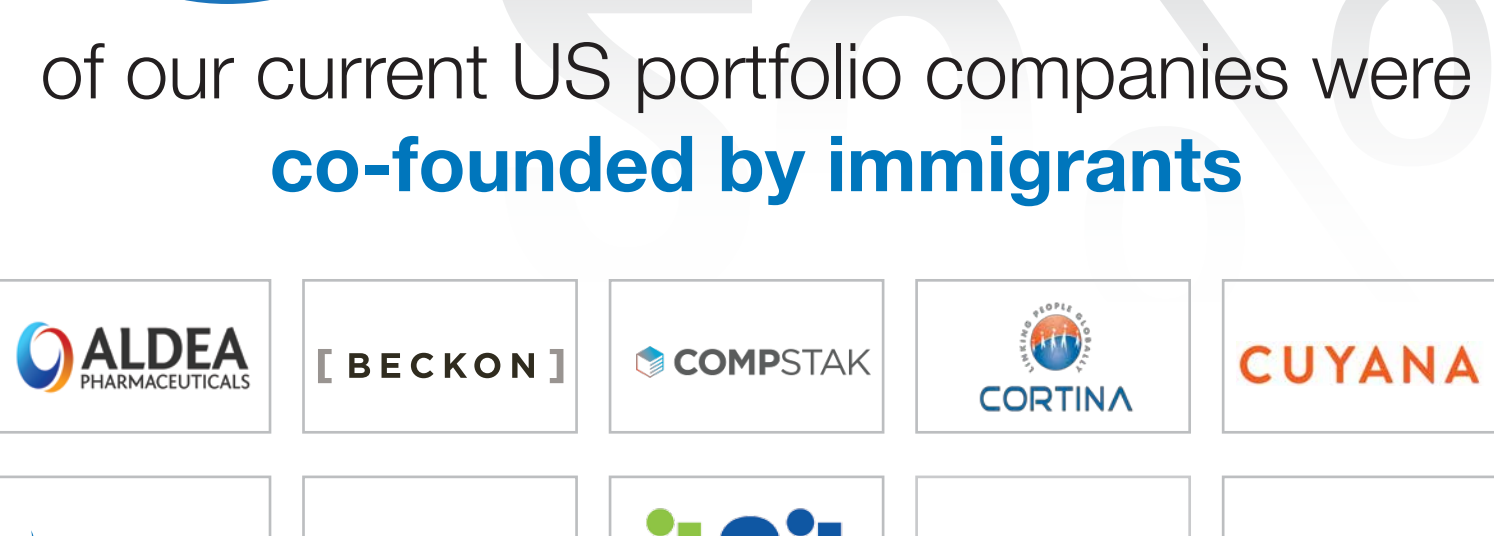 of our current US portfolio companies were
co-founded by immigrants
ALDEA
PHARMACEUTICALS
[ BECKON ]
COMPSTAK
LINKING PEOPLE GLOBALLY
CORTINA
CUYANA